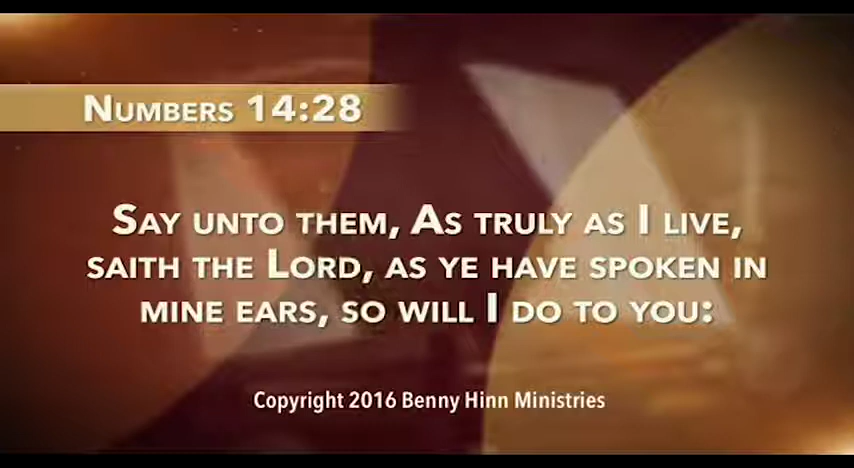 Numbers 14:28
Say unto them, As truly as I live,
saith the Lord, as ye have spoken in
mine ears, so will I do to you:
Copyright 2016 Benny Hinn Ministries